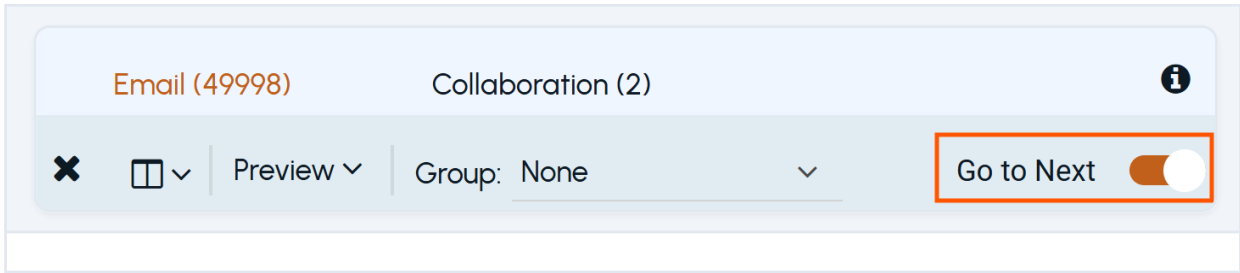 Email (49998) Collaboration (2)
Preview Group: None Go to Next